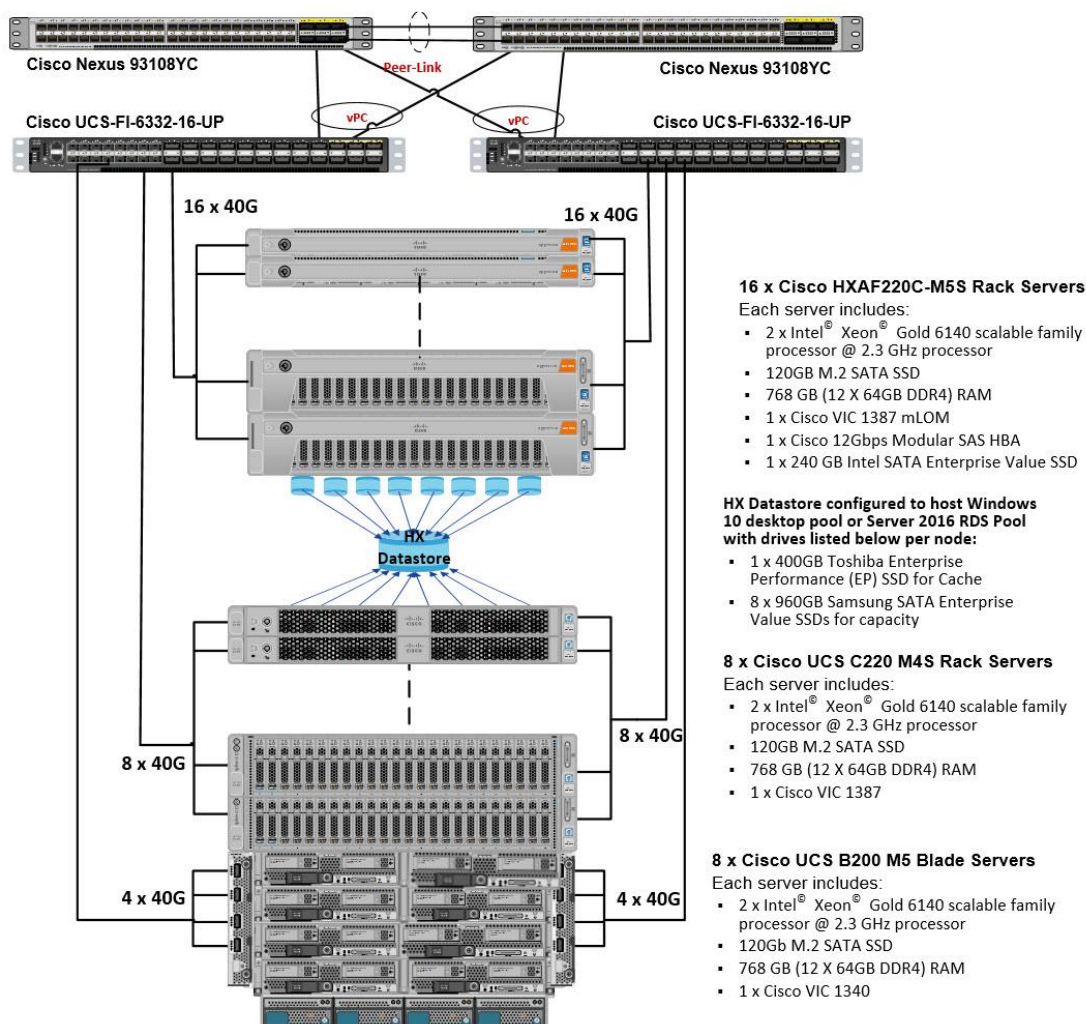 Cisco Nexus 93108YC
Cisco Nexus 93108YC
Peer-Link
Cisco UCS-FI-6332-16-UP
vPC
vPC
Cisco UCS-FI-6332-16-UP
16 x 40G
16 x 40G
16 x Cisco HXAF220C-M5S Rack Servers
Each server includes:
▪ 2 x Intel© Xeon© Gold 6140 scalable family
processor @ 2.3 GHz processor
▪ 120GB M.2 SATA SSD
▪ 768 GB (12 X 64GB DDR4) RAM
▪ 1 x Cisco VIC 1387 mLOM
▪ 1 x Cisco 12Gbps Modular SAS HBA
▪ 1 x 240 GB Intel SATA Enterprise Value SSD
HX Datastore configured to host Windows
10 desktop pool or Server 2016 RDS Pool
with drives listed below per node:
▪ 1 x 400GB Toshiba Enterprise
Performance (EP) SSD for Cache
▪ 8 x 960GB Samsung SATA Enterprise
Value SSDs for capacity
HX
Datastore
8 x Cisco UCS C220 M4S Rack Servers
Each server includes:
▪ 2 x Intel© Xeon© Gold 6140 scalable family
processor @ 2.3 GHz processor
▪ 120GB M.2 SATA SSD
▪ 768 GB (12 X 64GB DDR4) RAM
▪ 1 x Cisco VIC 1387
8 x 40G
8 x 40G
8 x Cisco UCS B200 M5 Blade Servers
Each server includes:
▪ 2 x Intel© Xeon© Gold 6140 scalable family
processor @ 2.3 GHz processor
▪ 120Gb M.2 SATA SSD
▪ 768 GB (12 X 64GB DDR4) RAM
▪ 1 x Cisco VIC 1340
4 x 40G
4 x 40G